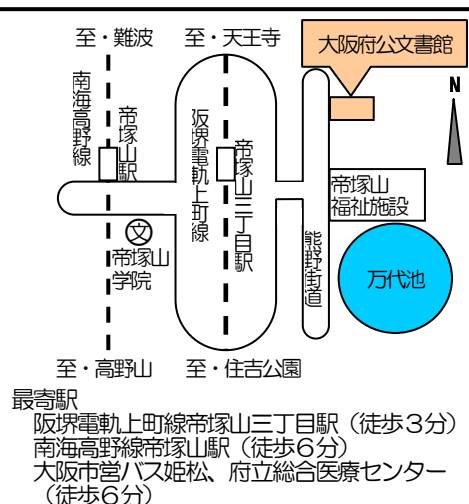 至・難波
至・天王寺
大阪府公文書館
N
南海高野線
帝塚山駅
阪堺電軌上町線
帝塚山三丁目駅
帝塚山
福祉施設
文
帝塚山
学院
熊野街道
万代池
至・高野山
至・住吉公園
最寄駅
阪堺電軌上町線帝塚山三丁目駅（徒歩3分）
南海高野線帝塚山駅（徒歩6分）
大阪市営バス姫松、府立総合医療センター
（徒歩6分）